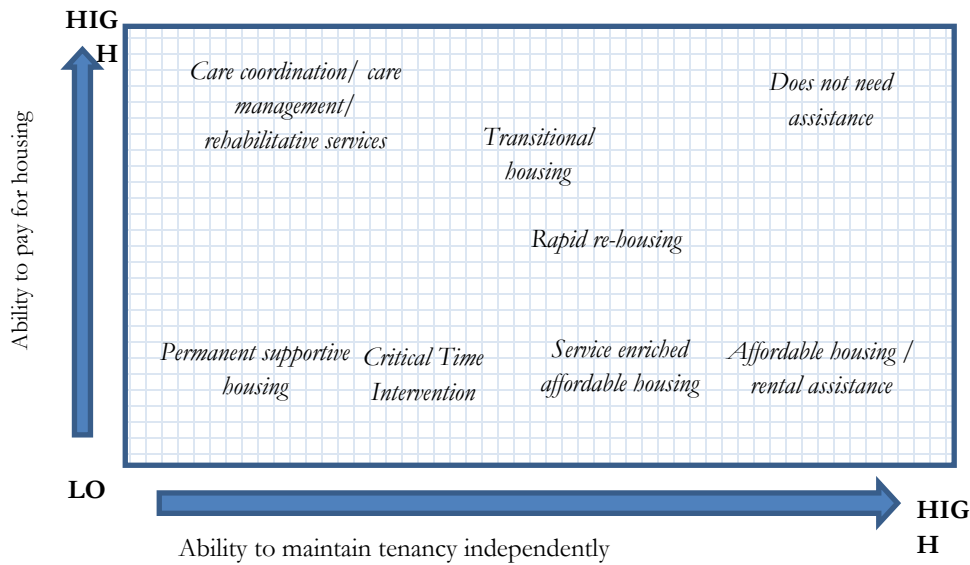 HIG
H
Ability to pay for housing
Care coordination/ care
management/
rehabilitative services
Does not need
assistance
Transitional
housing
Rapid re-housing
Permanent supportive
housing
Critical Time
Intervention
Service enriched
affordable housing
Affordable housing /
rental assistance
LO
HIG
H
Ability to maintain tenancy independently